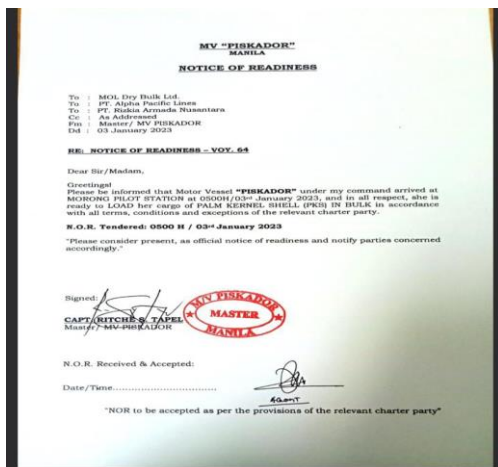 MV "PISKADOR"
MANILA
NOTICE OF READINESS
To : MOL Dry Bulk Ltd.
To : PT. Alpha Pacific Lines
To : PT. Rizkia Armada Nusantara
Cc : As Addressed
Fm : Master/ MV PISKADOR
Dd : 03 January 2023
RE: NOTICE OF READINESS – VOY. 64
Dear Sir/Madam,
Greetings!
Please be informed that Motor Vessel "PISKADOR" under my command arrived at
MORONG PILOT STATION at 0500H/03rd January 2023, and in all respect, she is
ready to LOAD her cargo of PALM KERNEL SHELL (PKS) IN BULK in accordance
with all terms, conditions and exceptions of the relevant charter party.
N.O.R. Tendered: 0500 H / 03rd January 2023
"Please consider present, as official notice of readiness and notify parties concerned
accordingly."
Signed:
M/V PISKADOR
MASTER
MANILA
CAPT. RITCHE S. TAPEL
Master/ MV PISKADOR
N.O.R. Received & Accepted:
Date/Time................................
AGENT
"NOR to be accepted as per the provisions of the relevant charter party"